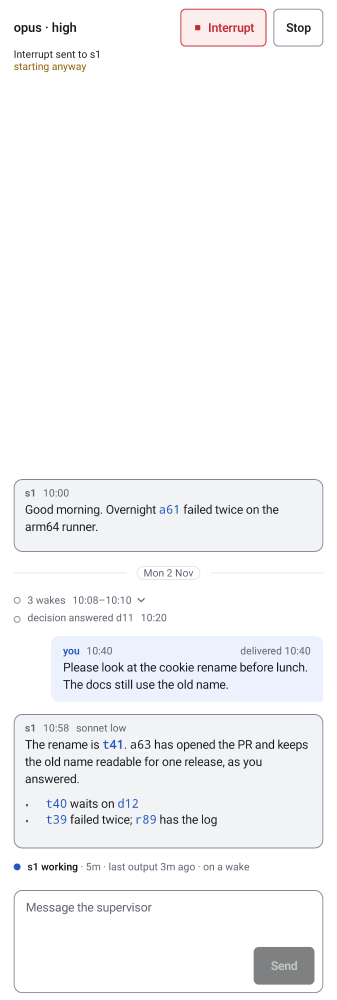 opus · high
Interrupt
Stop
Interrupt sent to s1
starting anyway
s1 10:00
Good morning. Overnight a61 failed twice on the
arm64 runner.
Mon 2 Nov
3 wakes 10:08–10:10
decision answered d11 10:20
you 10:40 delivered 10:40
Please look at the cookie rename before lunch.
The docs still use the old name.
s1 10:58 sonnet low
The rename is t41. a63 has opened the PR and keeps
the old name readable for one release, as you
answered.
• t40 waits on d12
• t39 failed twice; r89 has the log
s1 working · 5m · last output 3m ago · on a wake
Message the supervisor
Send